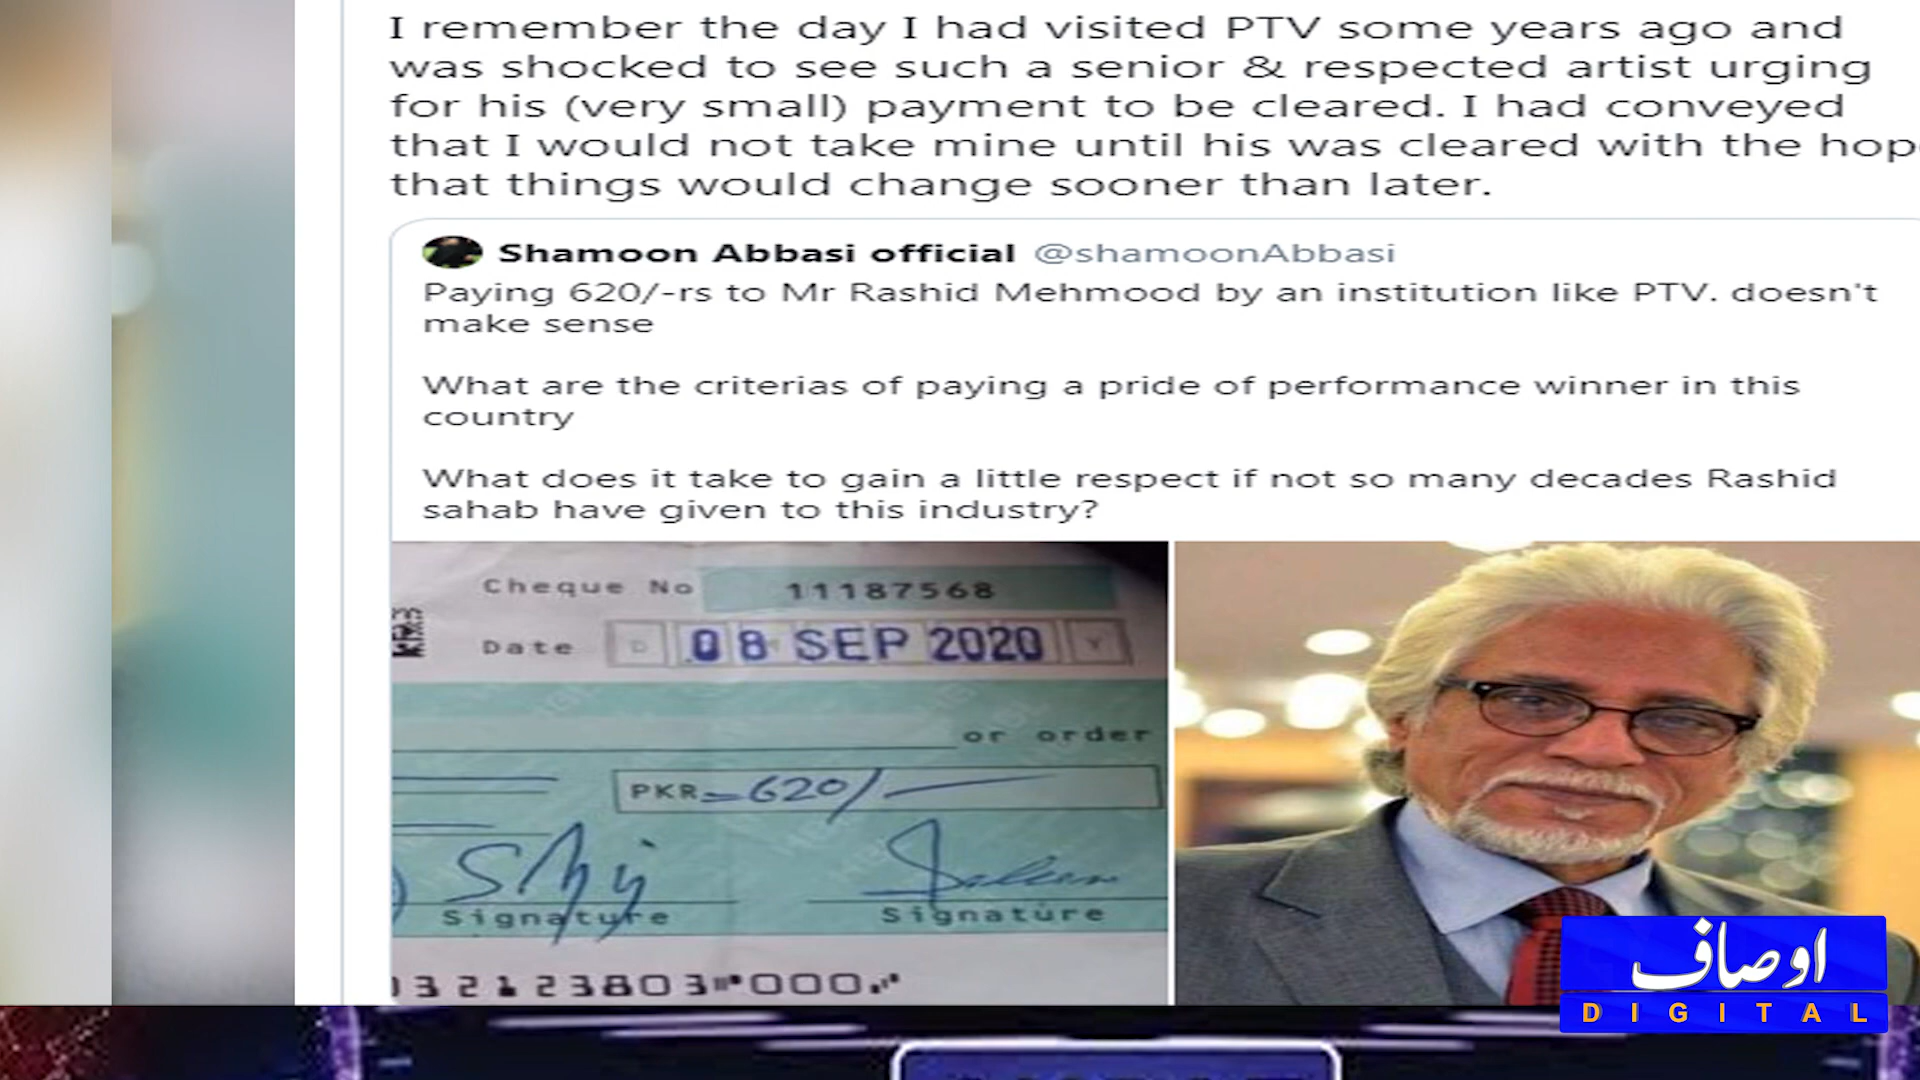 I remember the day I had visited PTV some years ago and
was shocked to see such a senior & respected artist urging
for his (very small) payment to be cleared. I had conveyed
that I would not take mine until his was cleared with the hop
that things would change sooner than later.
Shamoon Abbasi official @shamoonAbbasi
Paying 620/-rs to Mr Rashid Mehmood by an institution like PTV. doesn't
make sense
What are the criterias of paying a pride of performance winner in this
country
What does it take to gain a little respect if not so many decades Rashid
sahab have given to this industry?
Cheque No 11187568
Date D 08 SEP 2020 Y
or order
PKR =620/-
Signature Signature
اوصاف
DIGITAL